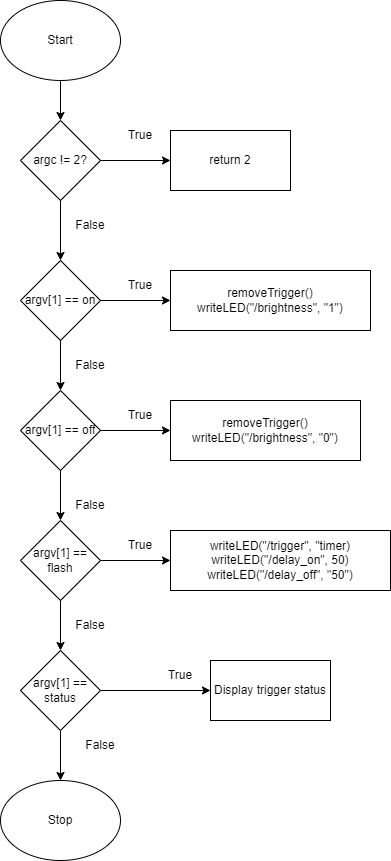 Start
True
argc != 2?
return 2
False
True
argv[1] == on
removeTrigger()
writeLED("/brightness", "1")
False
True
argv[1] == off
removeTrigger()
writeLED("/brightness", "0")
False
True
argv[1] ==
flash
writeLED("/trigger", "timer)
writeLED("/delay_on", 50)
writeLED("/delay_off", "50")
False
True
argv[1] ==
status
Display trigger status
False
Stop